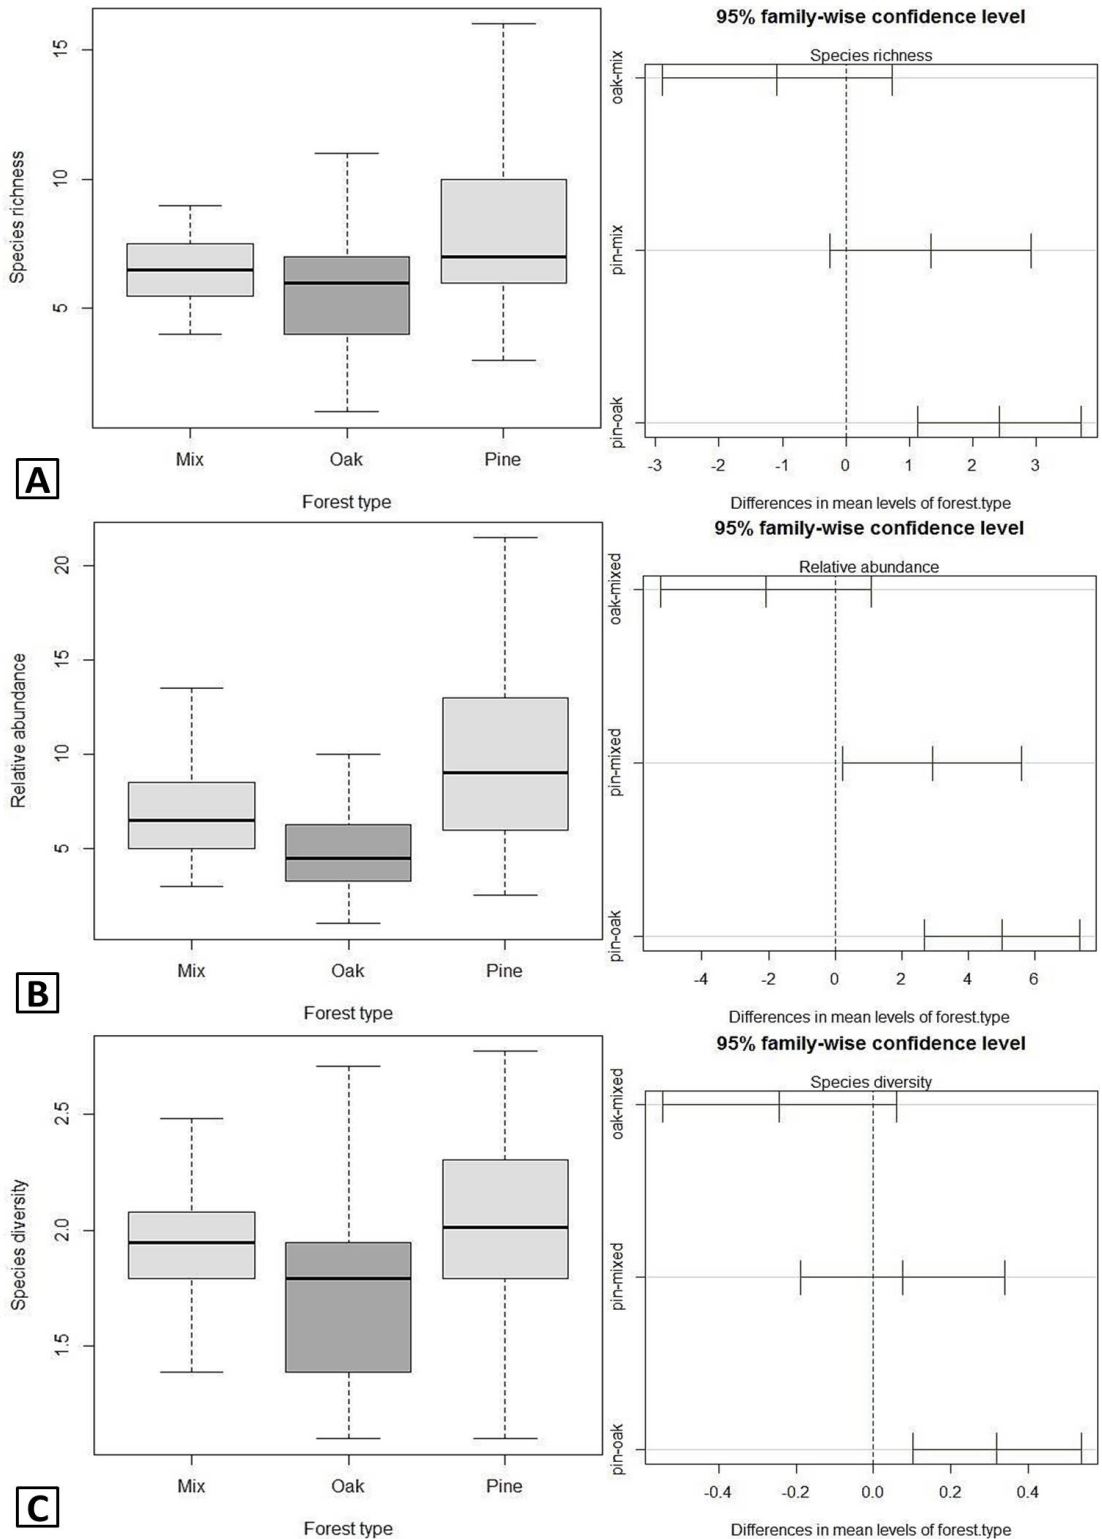 Species richness
15
10
5
Mix Oak Pine
Forest type
A
95% family-wise confidence level
Species richness
oak-mix
pin-mix
pin-oak
-3 -2 -1 0 1 2 3
Differences in mean levels of forest.type
Relative abundance
20
15
10
5
Mix Oak Pine
Forest type
B
95% family-wise confidence level
Relative abundance
oak-mixed
pin-mixed
pin-oak
-4 -2 0 2 4 6
Differences in mean levels of forest.type
Species diversity
2.5
2.0
1.5
Mix Oak Pine
Forest type
C
95% family-wise confidence level
Species diversity
oak-mixed
pin-mixed
pin-oak
-0.4 -0.2 0.0 0.2 0.4
Differences in mean levels of forest.type